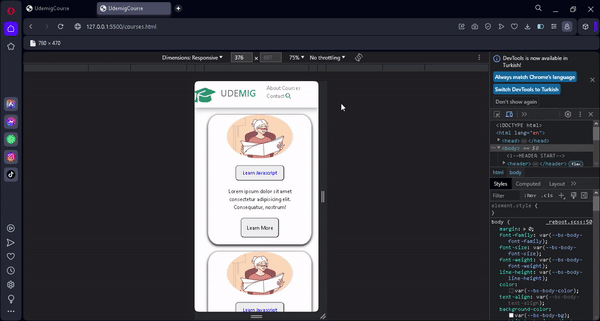 UdemigCourse
UdemigCourse
127.0.0.1:5500/courses.html
780 × 470
Dimensions: Responsive
376
×
75%
No throttling
UDEMIG
About Courses
Contact
Learn Javascript
Lorem ipsum dolor sit amet
consectetur adipisicing elit.
Consequatur, nostrum!
Learn More
Learn Javascript
DevTools is now available in
Turkish!
Always match Chrome's language
Switch DevTools to Turkish
Don't show again
<!DOCTYPE html>
<html lang="en">
<head> … </head>
<body> == $0
<!--HEADER START-->
<header> … </header> flex
html body
Styles Computed Layout
Filter :hov .cls
element.style {
}
body { _reboot.scss:50
margin: 0;
font-family: var(--bs-body-
font-family);
font-size: var(--bs-body-
font-size);
font-weight: var(--bs-body-
font-weight);
line-height: var(--bs-body-
line-height);
color:
var(--bs-body-color);
text-align: var(--bs-body-
text-align);
background-color:
var(--bs-body-bg);